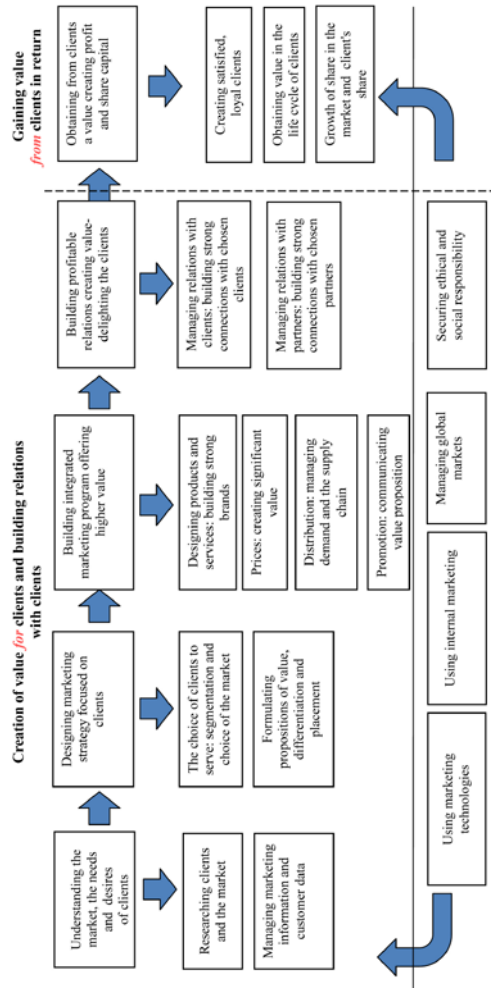 Creation of value for clients and building relations
with clients
Gaining value
from clients in return
Understanding the
market, the needs
and desires
of clients
Designing marketing
strategy focused on
clients
Building integrated
marketing program offering
higher value
Building profitable
relations creating value-
delighting the clients
Obtaining from clients
a value creating profit
and share capital
Researching clients
and the market
Managing marketing
information and
customer data
The choice of clients to
serve: segmentation and
choice of the market
Formulating
propositions of value,
differentiation and
placement
Designing products and
services: building strong
brands
Prices: creating significant
value
Distribution: managing
demand and the supply
chain
Promotion: communicating
value proposition
Managing relations with
clients: building strong
connections with chosen
clients
Managing relations with
partners: building strong
connections with chosen
partners
Creating satisfied,
loyal clients
Obtaining value in the
life cycle of clients
Growth of share in the
market and client's
share
Using marketing
technologies
Using internal marketing
Managing global
markets
Securing ethical and
social responsibility